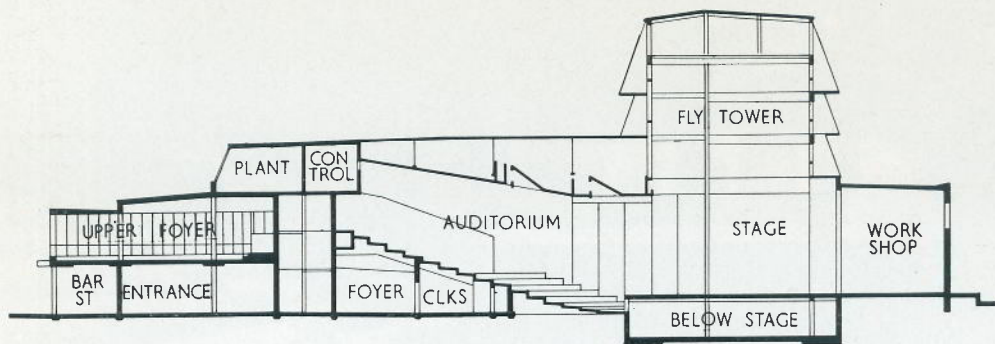 FLY TOWER
PLANT
CON
TROL
AUDITORIUM
STAGE
WORK
SHOP
UPPER FOYER
BAR
ST
ENTRANCE
FOYER
CLKS
BELOW STAGE